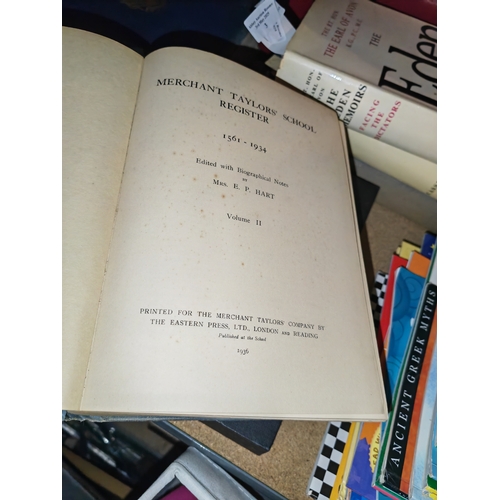 MERCHANT TAYLORS' SCHOOL
REGISTER
1561 - 1934
Edited with Biographical Notes
BY
MRS. E. P. HART
Volume II
PRINTED FOR THE MERCHANT TAYLORS' COMPANY BY
THE EASTERN PRESS, LTD., LONDON AND READING
Published at the School
1936
THE EARL OF AVON
THE
Eden
EARL OF
MEMOIRS
FACING
THE
ANCIENT GREEK MYTHS